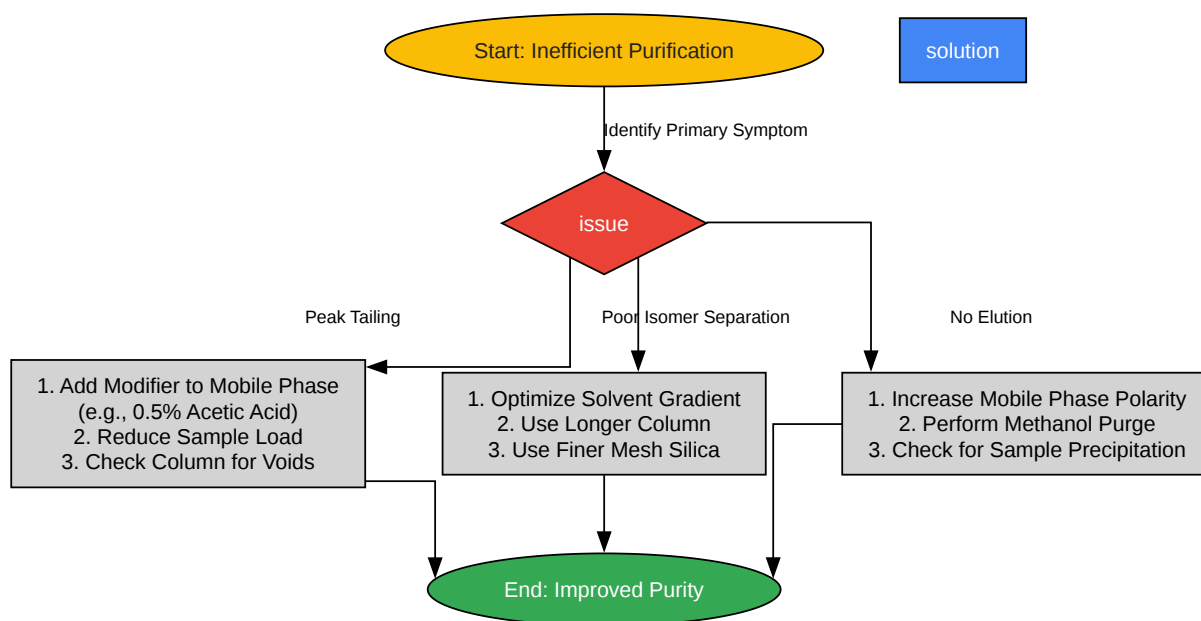 Start: Inefficient Purification
solution
Identify Primary Symptom
issue
Peak Tailing
Poor Isomer Separation
No Elution
1. Add Modifier to Mobile Phase
(e.g., 0.5% Acetic Acid)
2. Reduce Sample Load
3. Check Column for Voids
1. Optimize Solvent Gradient
2. Use Longer Column
3. Use Finer Mesh Silica
1. Increase Mobile Phase Polarity
2. Perform Methanol Purge
3. Check for Sample Precipitation
End: Improved Purity